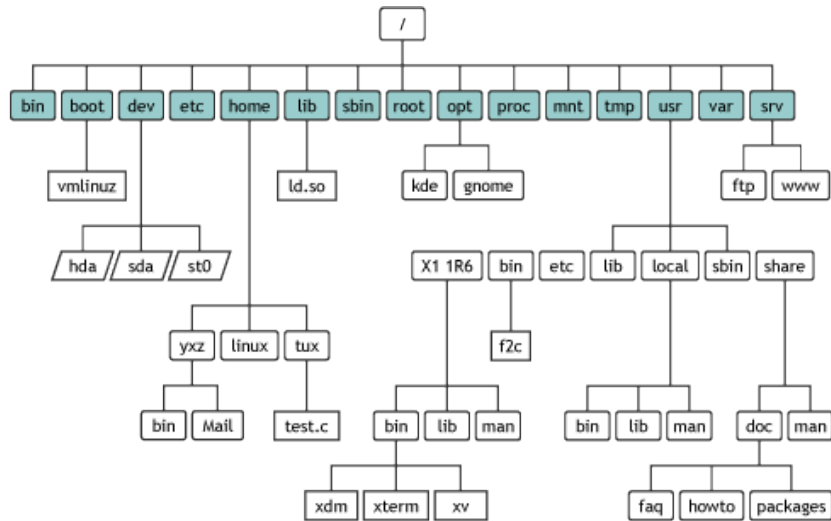 /
bin boot dev etc home lib sbin root opt proc mnt tmp usr var srv
vmlinuz ld.so kde gnome ftp www
hda sda st0 X1 1R6 bin etc lib local sbin share
yxz linux tux f2c
bin Mail test.c bin lib man bin lib man doc man
xdm xterm xv faq howto packages